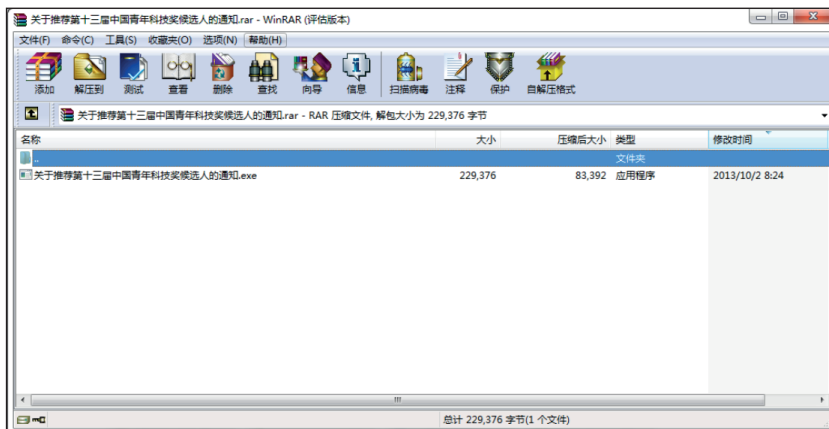 关于推荐第十三届中国青年科技奖候选人的通知.rar - WinRAR (评估版本)
文件(F) 命令(C) 工具(S) 收藏夹(O) 选项(N) 帮助(H)
添加 解压到 测试 查看 删除 查找 向导 信息 扫描病毒 注释 保护 自解压格式
关于推荐第十三届中国青年科技奖候选人的通知.rar - RAR 压缩文件, 解包大小为 229,376 字节
名称 大小 压缩后大小 类型 修改时间
.. 文件夹
关于推荐第十三届中国青年科技奖候选人的通知.exe 229,376 83,392 应用程序 2013/10/2 8:24
总计 229,376 字节(1 个文件)